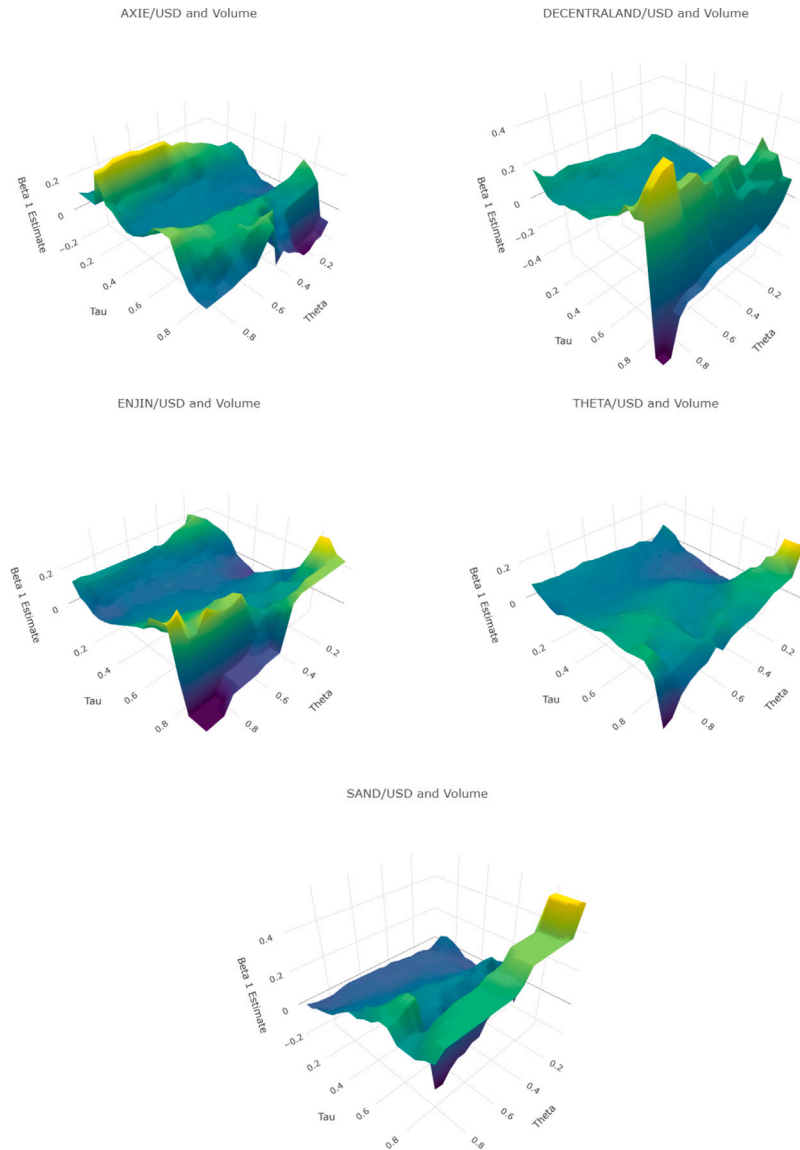 AXIE/USD and Volume
DECENTRALAND/USD and Volume
0.2
0
−0.2
Beta 1 Estimate
0.2
0.4
0.6
0.8
Tau
0.2
0.4
0.6
0.8
Theta
0.4
0.2
0
−0.2
−0.4
Beta 1 Estimate
0.2
0.4
0.6
0.8
Tau
0.2
0.4
0.6
0.8
Theta
ENJIN/USD and Volume
THETA/USD and Volume
0.2
0
Beta 1 Estimate
0.2
0.4
0.6
0.8
Tau
0.2
0.4
0.6
0.8
Theta
0.2
0
Beta 1 Estimate
0.2
0.4
0.6
0.8
Tau
0.2
0.4
0.6
0.8
Theta
SAND/USD and Volume
0.4
0.2
0
−0.2
Beta 1 Estimate
0.2
0.4
0.6
0.8
Tau
0.2
0.4
0.6
0.8
Theta